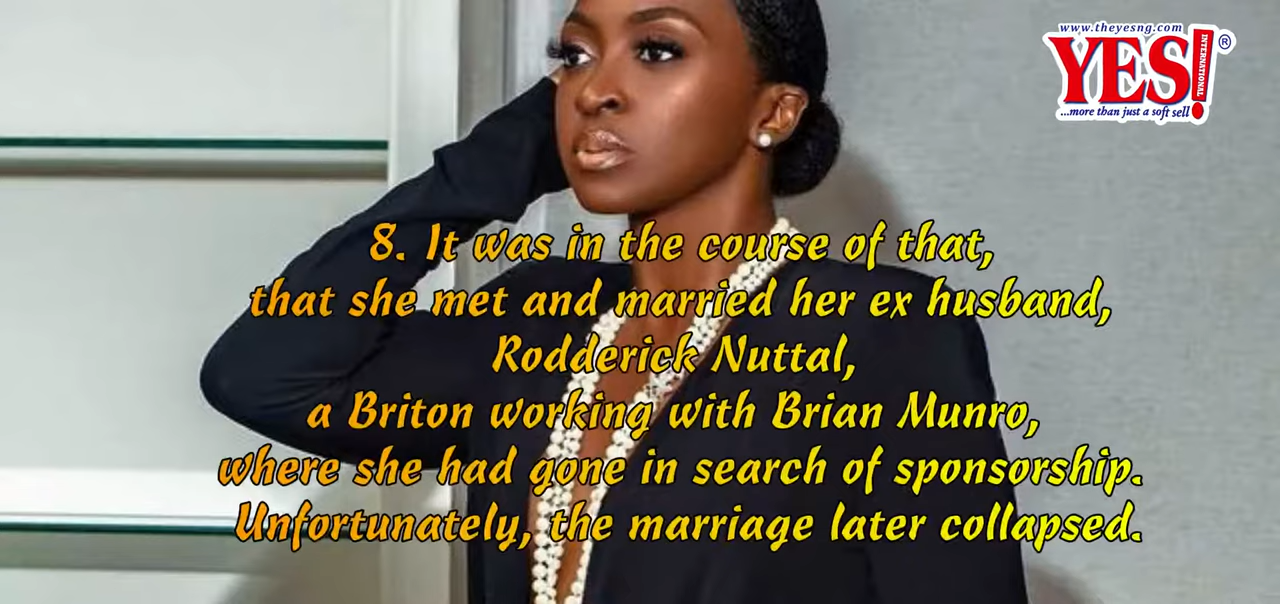 www.theyesng.com
YES!
INTERNATIONAL
®
...more than just a soft sell
8. It was in the course of that,
that she met and married her ex husband,
Rodderick Nuttal,
a Briton working with Brian Munro,
where she had gone in search of sponsorship.
Unfortunately, the marriage later collapsed.